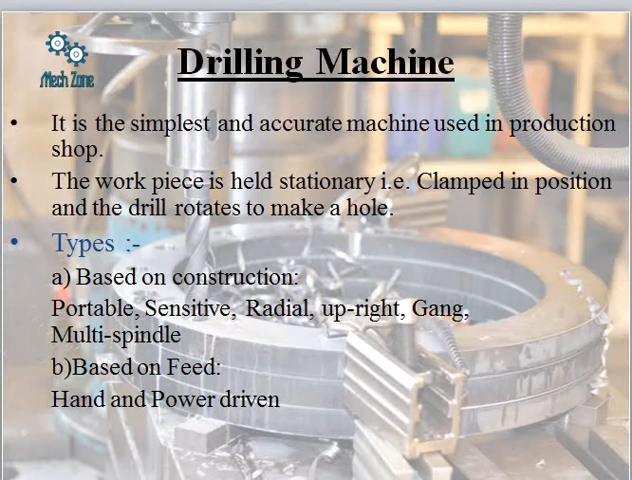 Mech Zone
Drilling Machine
• It is the simplest and accurate machine used in production
shop.
• The work piece is held stationary i.e. Clamped in position
and the drill rotates to make a hole.
• Types :-
a) Based on construction:
Portable, Sensitive, Radial, up-right, Gang,
Multi-spindle
b)Based on Feed:
Hand and Power driven